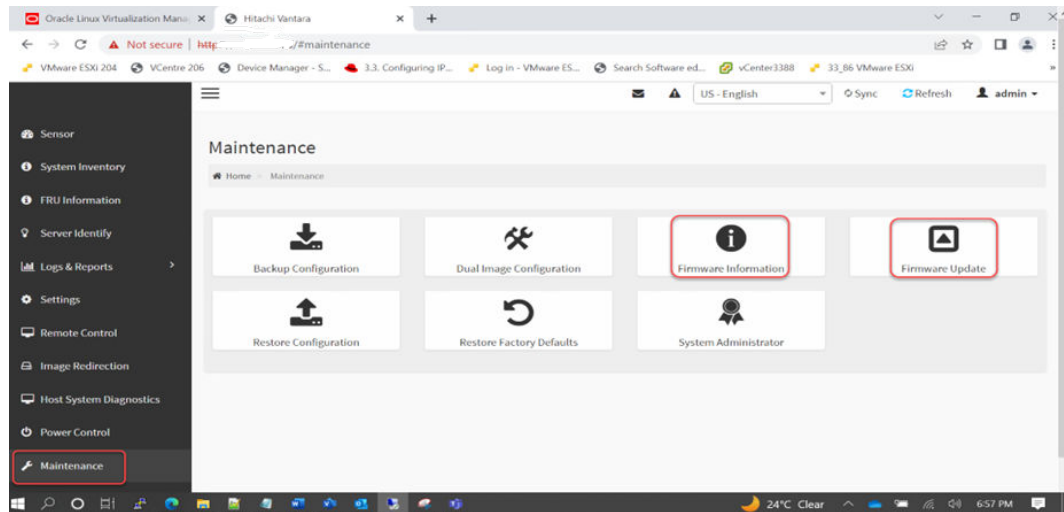 Oracle Linux Virtualization Mana
Hitachi Vantara
Not secure
/#maintenance
VMware ESXi 204
VCentre 206
Device Manager - S...
3.3. Configuring IP...
Log in - VMware ES...
Search Software ed...
vCenter3388
33_86 VMware ESXi
US - English
Sync
Refresh
admin
Sensor
System Inventory
FRU Information
Server Identify
Logs & Reports
Settings
Remote Control
Image Redirection
Host System Diagnostics
Power Control
Maintenance
Maintenance
Home
Maintenance
Backup Configuration
Dual Image Configuration
Firmware Information
Firmware Update
Restore Configuration
Restore Factory Defaults
System Administrator
24°C Clear
6:57 PM